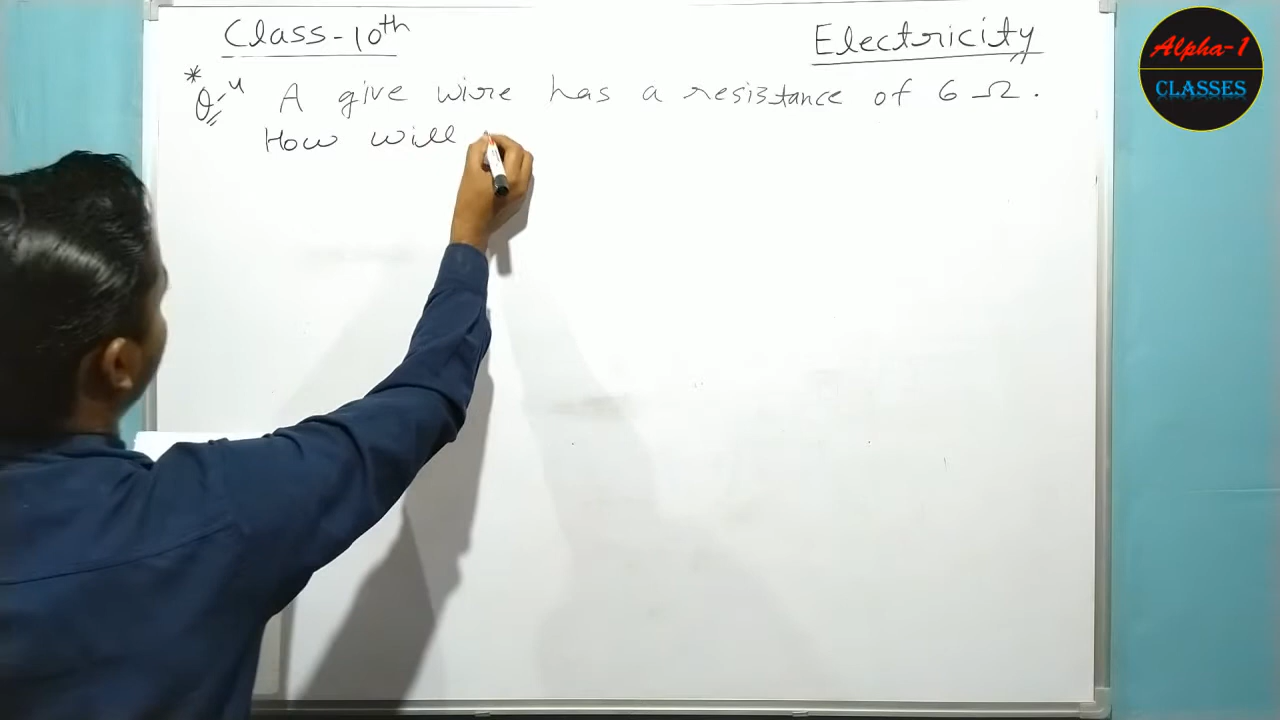 Class-10th
Electricity
Alpha-1
CLASSES
* Q-4 A give wire has a resistance of 6 Ω.
How will